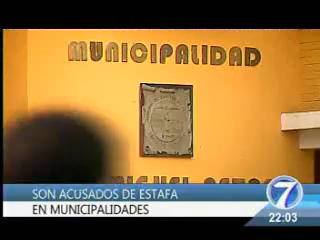 MUNICIPALIDAD
SON ACUSADOS DE ESTAFA
EN MUNICIPALIDADES
7
22:03